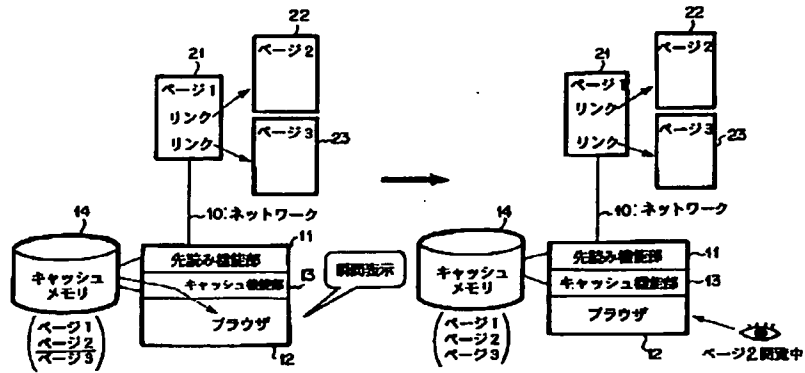 22
ページ2
21
ページ1
リンク
リンク
ページ3
23
10:ネットワーク
14
キャッシュ
メモリ
ページ1
ページ2
ページ3
11
先読み機能部
キャッシュ機能部
13
ブラウザ
12
瞬間表示
22
ページ2
21
ページ1
リンク
リンク
ページ3
23
10:ネットワーク
14
キャッシュ
メモリ
ページ1
ページ2
ページ3
先読み機能部
11
キャッシュ機能部
13
ブラウザ
12
ページ2閲覧中